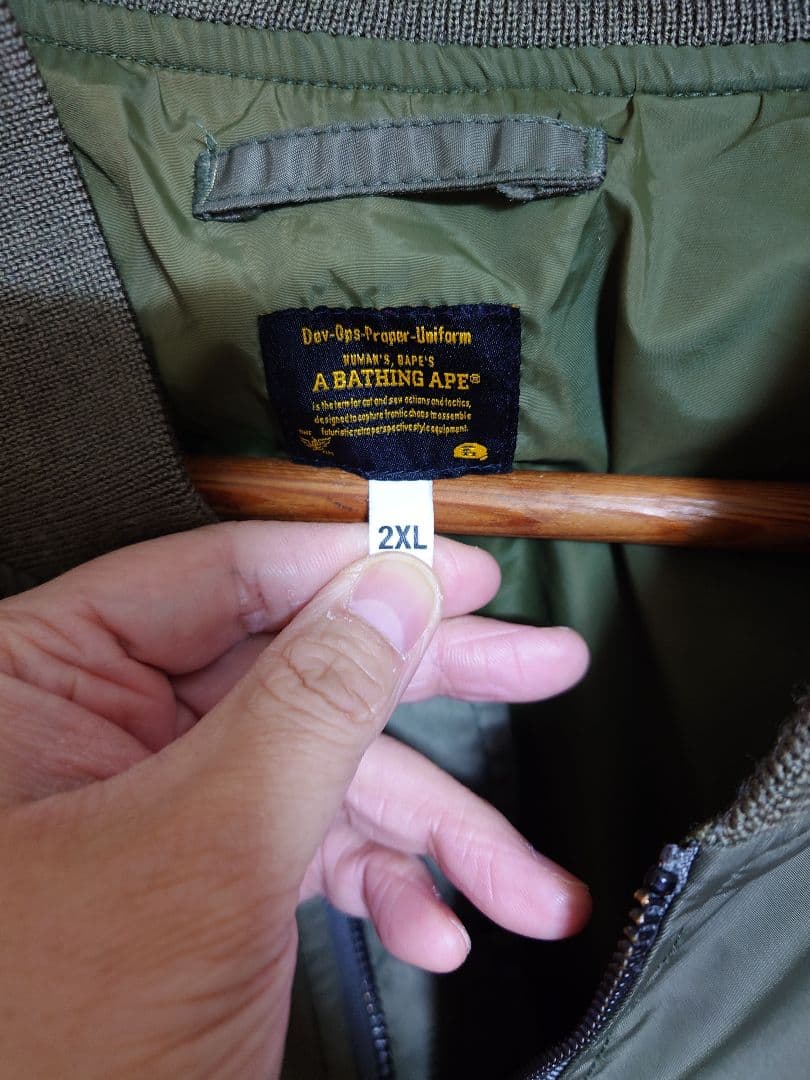 Dev-Ops-Proper-Uniform
NUMAN'S, BAPE'S
A BATHING APE®
is the term for cut and sew actions and tactics,
designed to capture frantic chaos to assemble
futuristic retro perspective style equipment.
2XL